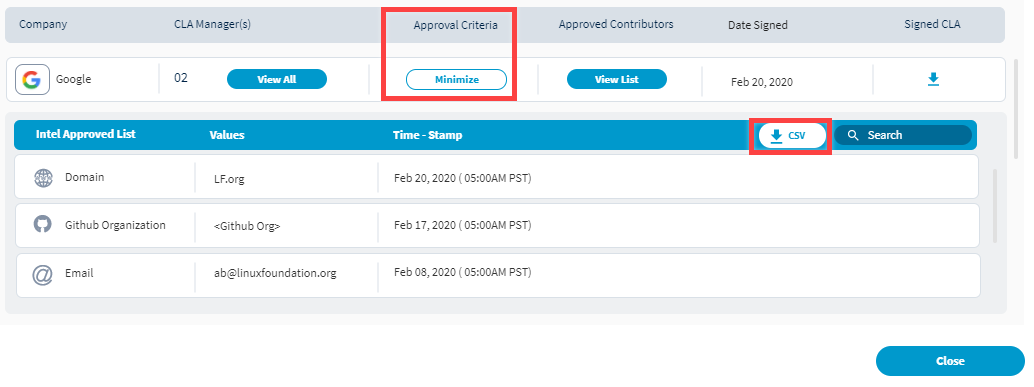 Company CLA Manager(s) Approval Criteria Approved Contributors Date Signed Signed CLA
Google 02 View All Minimize View List Feb 20, 2020
Intel Approved List Values Time - Stamp CSV Search
Domain LF.org Feb 20, 2020 ( 05:00AM PST)
Github Organization <Github Org> Feb 17, 2020 ( 05:00AM PST)
Email ab@linuxfoundation.org Feb 08, 2020 ( 05:00AM PST)
Close